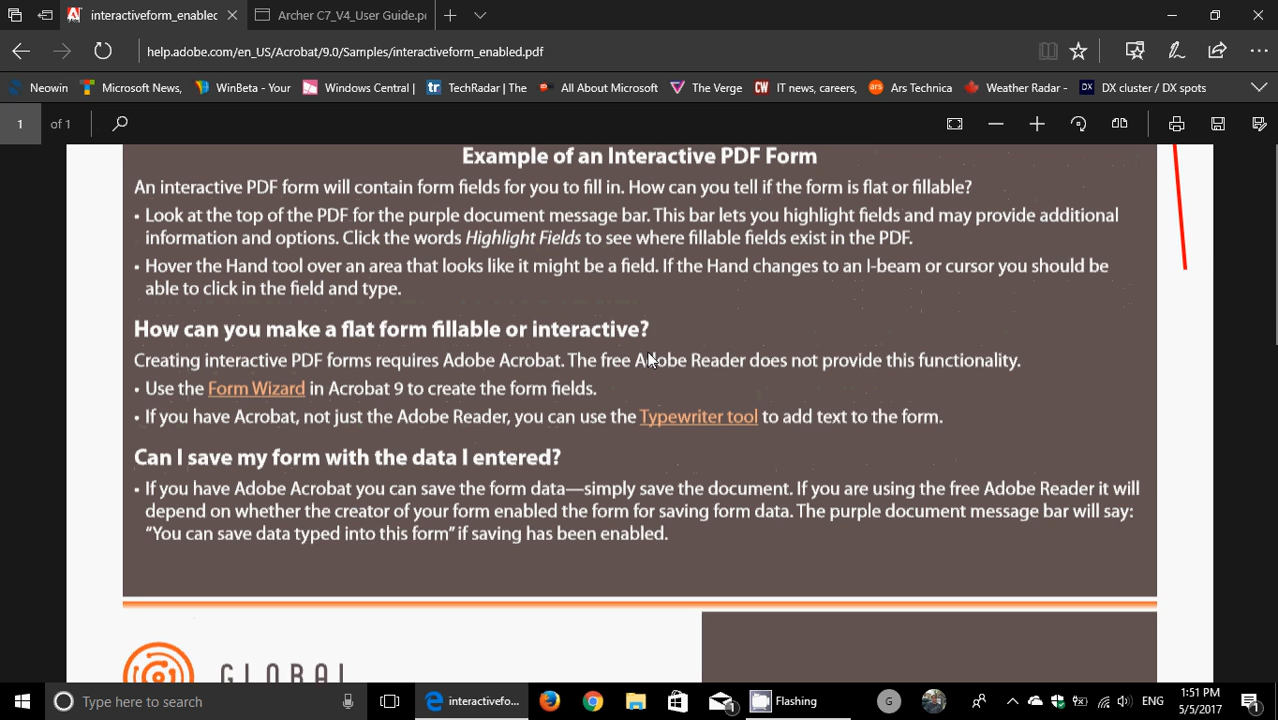 interactiveform_enabled
Archer C7_V4_User Guide.p
help.adobe.com/en_US/Acrobat/9.0/Samples/interactiveform_enabled.pdf
Neowin
Microsoft News,
WinBeta - Your
Windows Central |
tr TechRadar | The
All About Microsoft
The Verge
CW IT news, careers,
ars Ars Technica
Weather Radar -
DX DX cluster / DX spots
1 of 1
Example of an Interactive PDF Form
An interactive PDF form will contain form fields for you to fill in. How can you tell if the form is flat or fillable?
• Look at the top of the PDF for the purple document message bar. This bar lets you highlight fields and may provide additional
information and options. Click the words Highlight Fields to see where fillable fields exist in the PDF.
• Hover the Hand tool over an area that looks like it might be a field. If the Hand changes to an I-beam or cursor you should be
able to click in the field and type.
How can you make a flat form fillable or interactive?
Creating interactive PDF forms requires Adobe Acrobat. The free Adobe Reader does not provide this functionality.
• Use the Form Wizard in Acrobat 9 to create the form fields.
• If you have Acrobat, not just the Adobe Reader, you can use the Typewriter tool to add text to the form.
Can I save my form with the data I entered?
• If you have Adobe Acrobat you can save the form data—simply save the document. If you are using the free Adobe Reader it will
depend on whether the creator of your form enabled the form for saving form data. The purple document message bar will say:
“You can save data typed into this form” if saving has been enabled.
GLOBAL
Type here to search
interactivefo...
1
Flashing
G
ENG
1:51 PM
5/5/2017
1